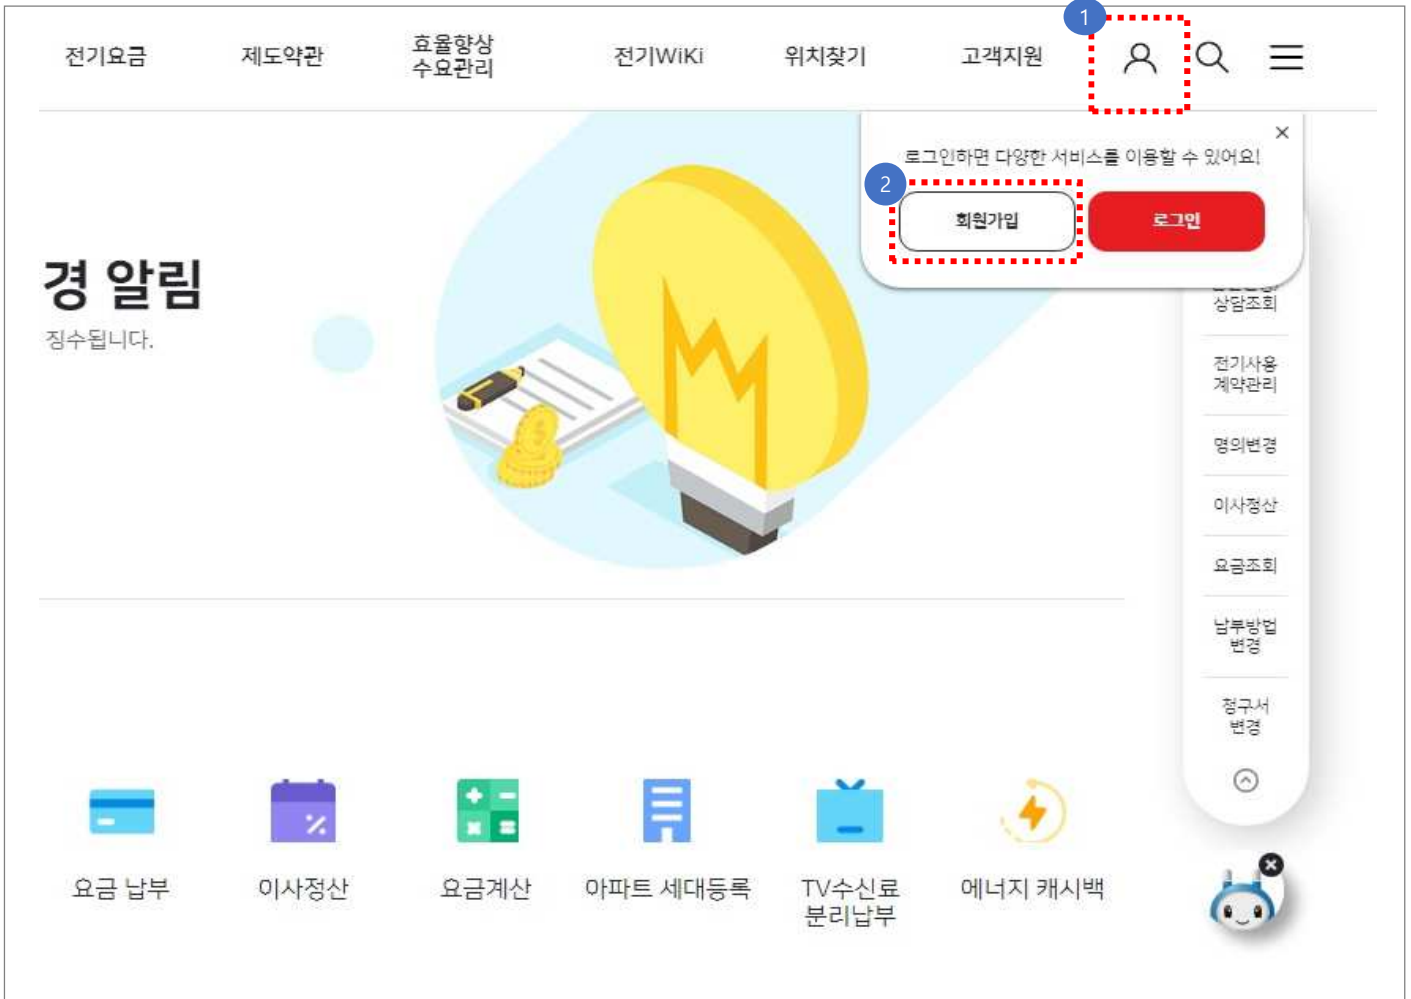 1
전기요금
제도약관
효율향상
수요관리
전기WiKi
위치찾기
고객지원
로그인하면 다양한 서비스를 이용할 수 있어요!
2
회원가입
로그인
경 알림
징수됩니다.
상담조회
전기사용
계약관리
명의변경
이사정산
요금조회
납부방법
변경
청구서
변경
요금 납부
이사정산
요금계산
아파트 세대등록
TV수신료
분리납부
에너지 캐시백